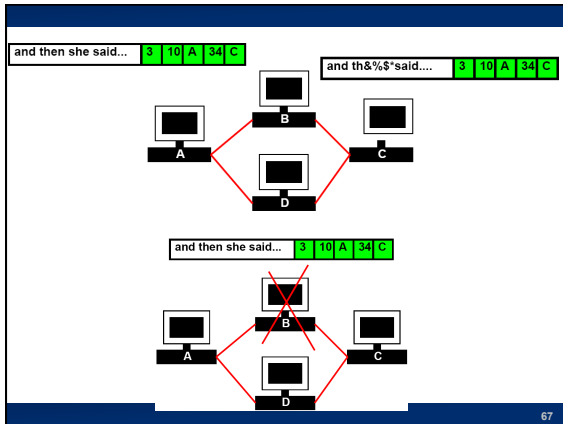 and then she said... 3 10 A 34 C
and th&%$*said.... 3 10 A 34 C
B
A C
D
and then she said... 3 10 A 34 C
B
A C
D
67